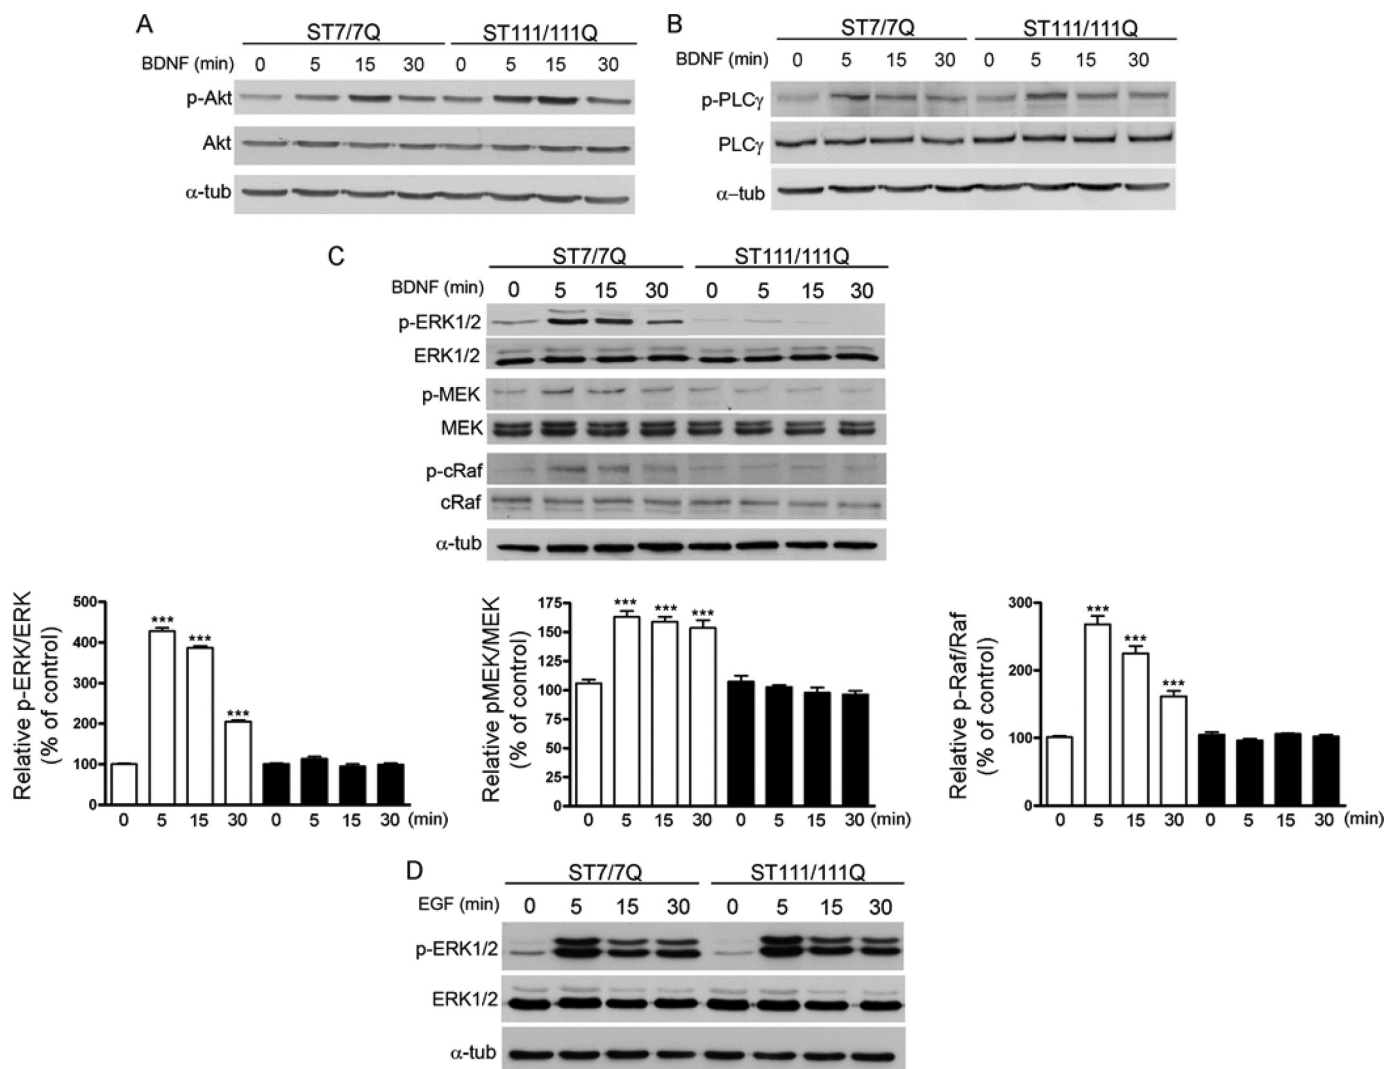 A
ST7/7Q ST111/111Q
BDNF (min) 0 5 15 30 0 5 15 30
p-Akt
Akt
α-tub
B
ST7/7Q ST111/111Q
BDNF (min) 0 5 15 30 0 5 15 30
p-PLCγ
PLCγ
α–tub
C
ST7/7Q ST111/111Q
BDNF (min) 0 5 15 30 0 5 15 30
p-ERK1/2
ERK1/2
p-MEK
MEK
p-cRaf
cRaf
α-tub
Relative p-ERK/ERK
(% of control)
500
400
300
200
100
0
*** *** ***
0 5 15 30 0 5 15 30 (min)
Relative pMEK/MEK
(% of control)
175
150
125
100
75
50
25
0
*** *** ***
0 5 15 30 0 5 15 30 (min)
Relative p-Raf/Raf
(% of control)
300
200
100
0
*** *** ***
0 5 15 30 0 5 15 30 (min)
D
ST7/7Q ST111/111Q
EGF (min) 0 5 15 30 0 5 15 30
p-ERK1/2
ERK1/2
α-tub